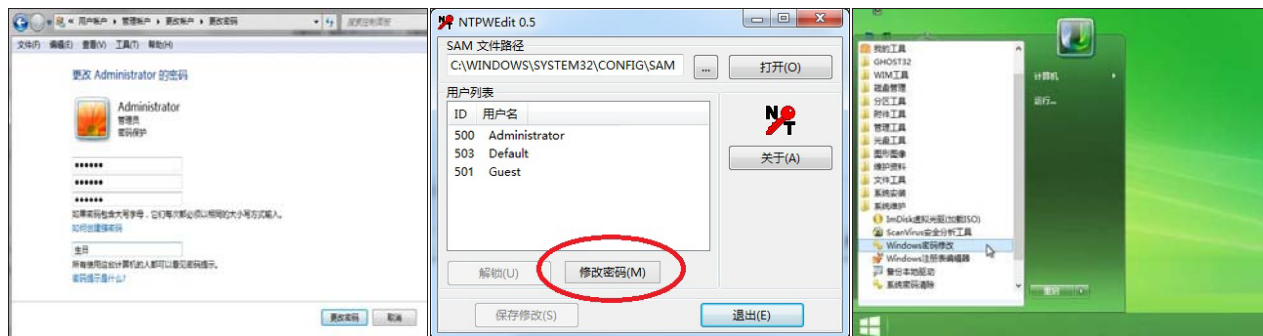 « 用户帐户 ▸ 管理帐户 ▸ 更改帐户 ▸ 更改密码
文件(F) 编辑(E) 查看(V) 工具(T) 帮助(H)
更改 Administrator 的密码
Administrator
管理员
密码保护
••••••
••••••
••••••
如果密码包含大写字母，它们每次都必须以相同的大小写方式输入。
如何创建强密码
生日
所有使用这台计算机的人都可以看见密码提示。
密码提示是什么?
更改密码 取消
NTPWEdit 0.5
SAM 文件路径
C:\WINDOWS\SYSTEM32\CONFIG\SAM ... 打开(O)
用户列表
ID 用户名
500 Administrator
503 Default
501 Guest
NT
关于(A)
解锁(U) 修改密码(M)
保存修改(S) 退出(E)
我的工具
GHOST32
WIM工具
磁盘管理
分区工具
附件工具
管理工具
光盘工具
图形图像
维护资料
文件工具
系统安装
系统维护
ImDisk虚拟光驱(加载ISO)
ScanVirus安全分析工具
Windows密码修改
Windows注册表编辑器
备份本地驱动
系统密码清除
计算机
运行...
重启